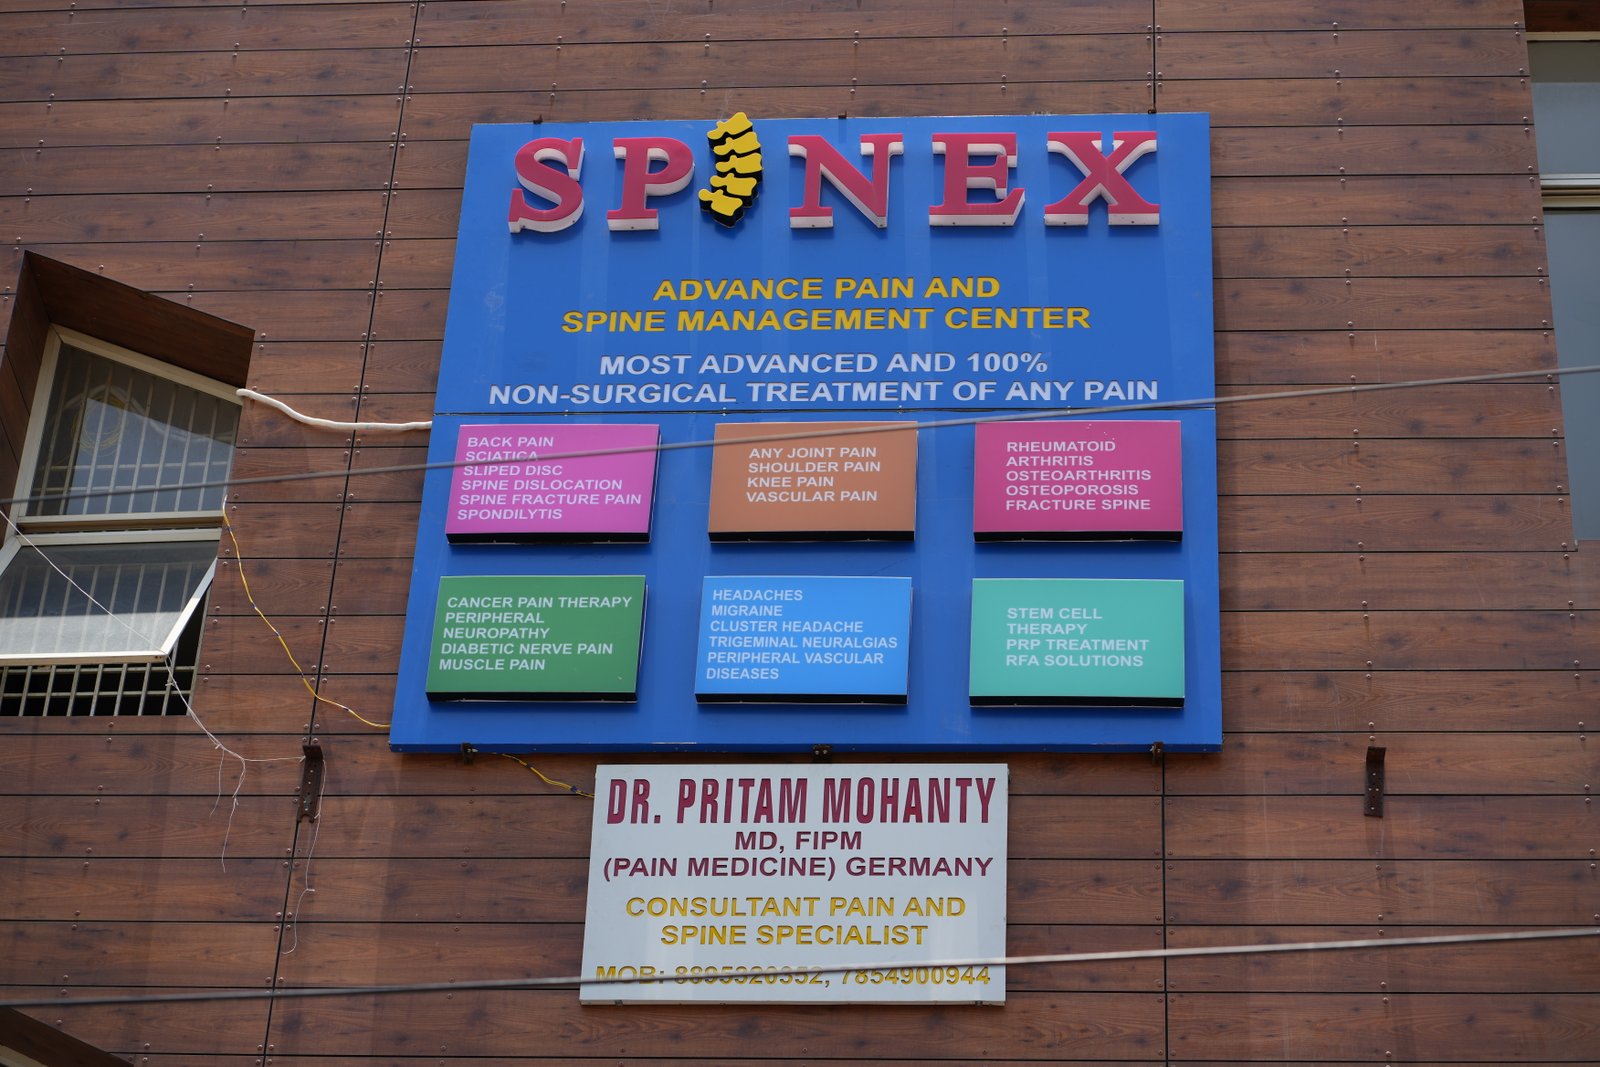 SPINEX
ADVANCE PAIN AND
SPINE MANAGEMENT CENTER
MOST ADVANCED AND 100%
NON-SURGICAL TREATMENT OF ANY PAIN
BACK PAIN
SCIATICA
SLIPED DISC
SPINE DISLOCATION
SPINE FRACTURE PAIN
SPONDILYTIS
ANY JOINT PAIN
SHOULDER PAIN
KNEE PAIN
VASCULAR PAIN
RHEUMATOID
ARTHRITIS
OSTEOARTHRITIS
OSTEOPOROSIS
FRACTURE SPINE
CANCER PAIN THERAPY
PERIPHERAL
NEUROPATHY
DIABETIC NERVE PAIN
MUSCLE PAIN
HEADACHES
MIGRAINE
CLUSTER HEADACHE
TRIGEMINAL NEURALGIAS
PERIPHERAL VASCULAR
DISEASES
STEM CELL
THERAPY
PRP TREATMENT
RFA SOLUTIONS
DR. PRITAM MOHANTY
MD, FIPM
(PAIN MEDICINE) GERMANY
CONSULTANT PAIN AND
SPINE SPECIALIST
MOB: 7854900944